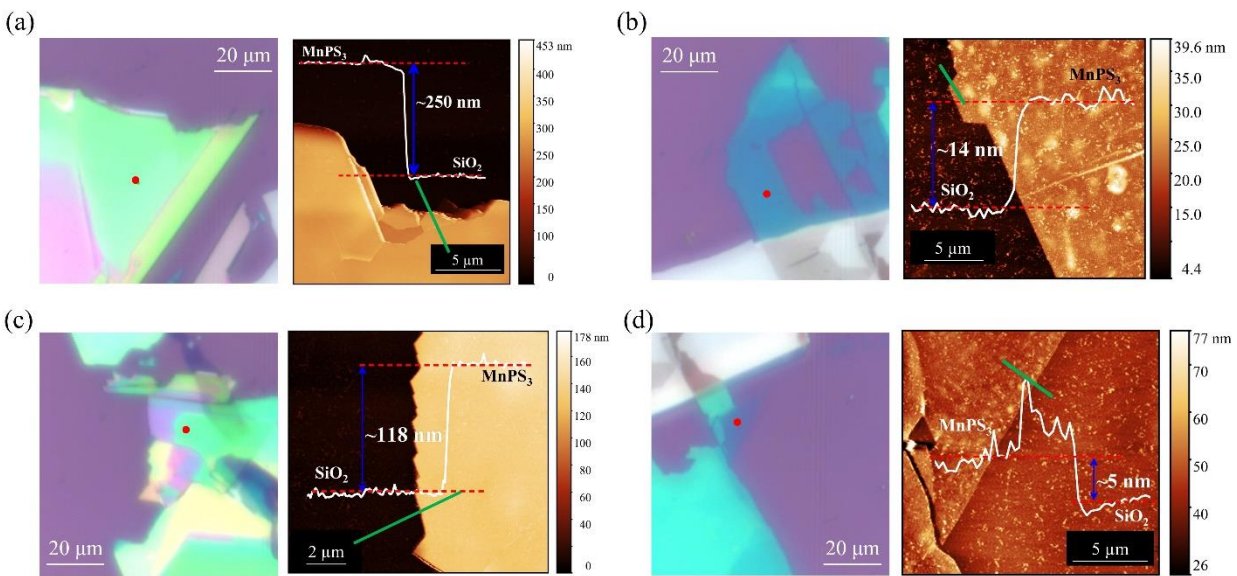 (a)
20 μm
MnPS3
~250 nm
SiO2
5 μm
453 nm
400
350
300
250
200
150
100
0
(b)
20 μm
MnPS3
~14 nm
SiO2
5 μm
39.6 nm
35.0
30.0
25.0
20.0
15.0
4.4
(c)
20 μm
MnPS3
~118 nm
SiO2
2 μm
178 nm
160
140
120
100
80
60
40
0
(d)
20 μm
MnPS3
~5 nm
SiO2
5 μm
77 nm
70
60
50
40
30
26